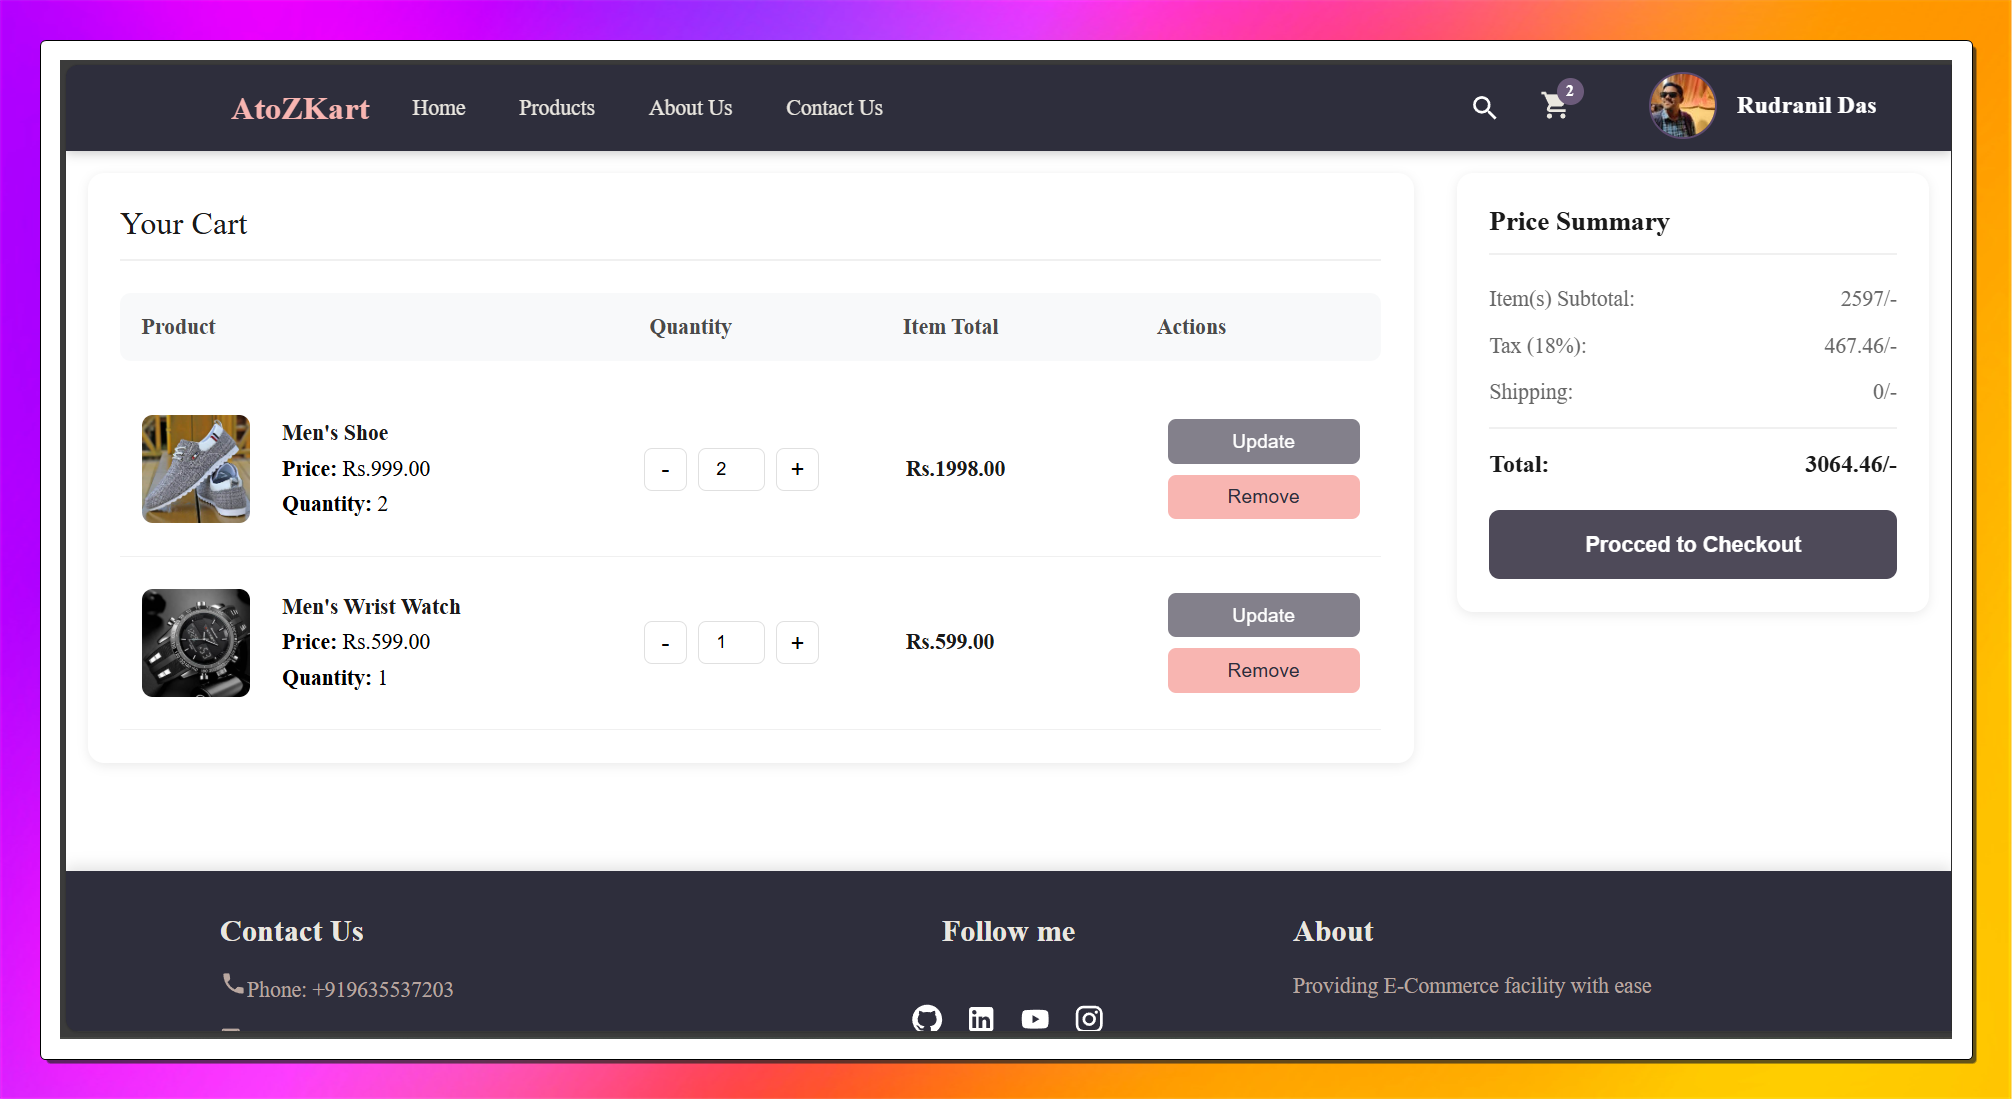 AtoZKart Home Products About Us Contact Us 2 Rudranil Das
Your Cart
Product Quantity Item Total Actions
Men's Shoe
Price: Rs.999.00
Quantity: 2
- 2 +
Rs.1998.00
Update
Remove
Men's Wrist Watch
Price: Rs.599.00
Quantity: 1
- 1 +
Rs.599.00
Update
Remove
Price Summary
Item(s) Subtotal: 2597/-
Tax (18%): 467.46/-
Shipping: 0/-
Total: 3064.46/-
Procced to Checkout
Contact Us
Phone: +919635537203
Follow me
About
Providing E-Commerce facility with ease